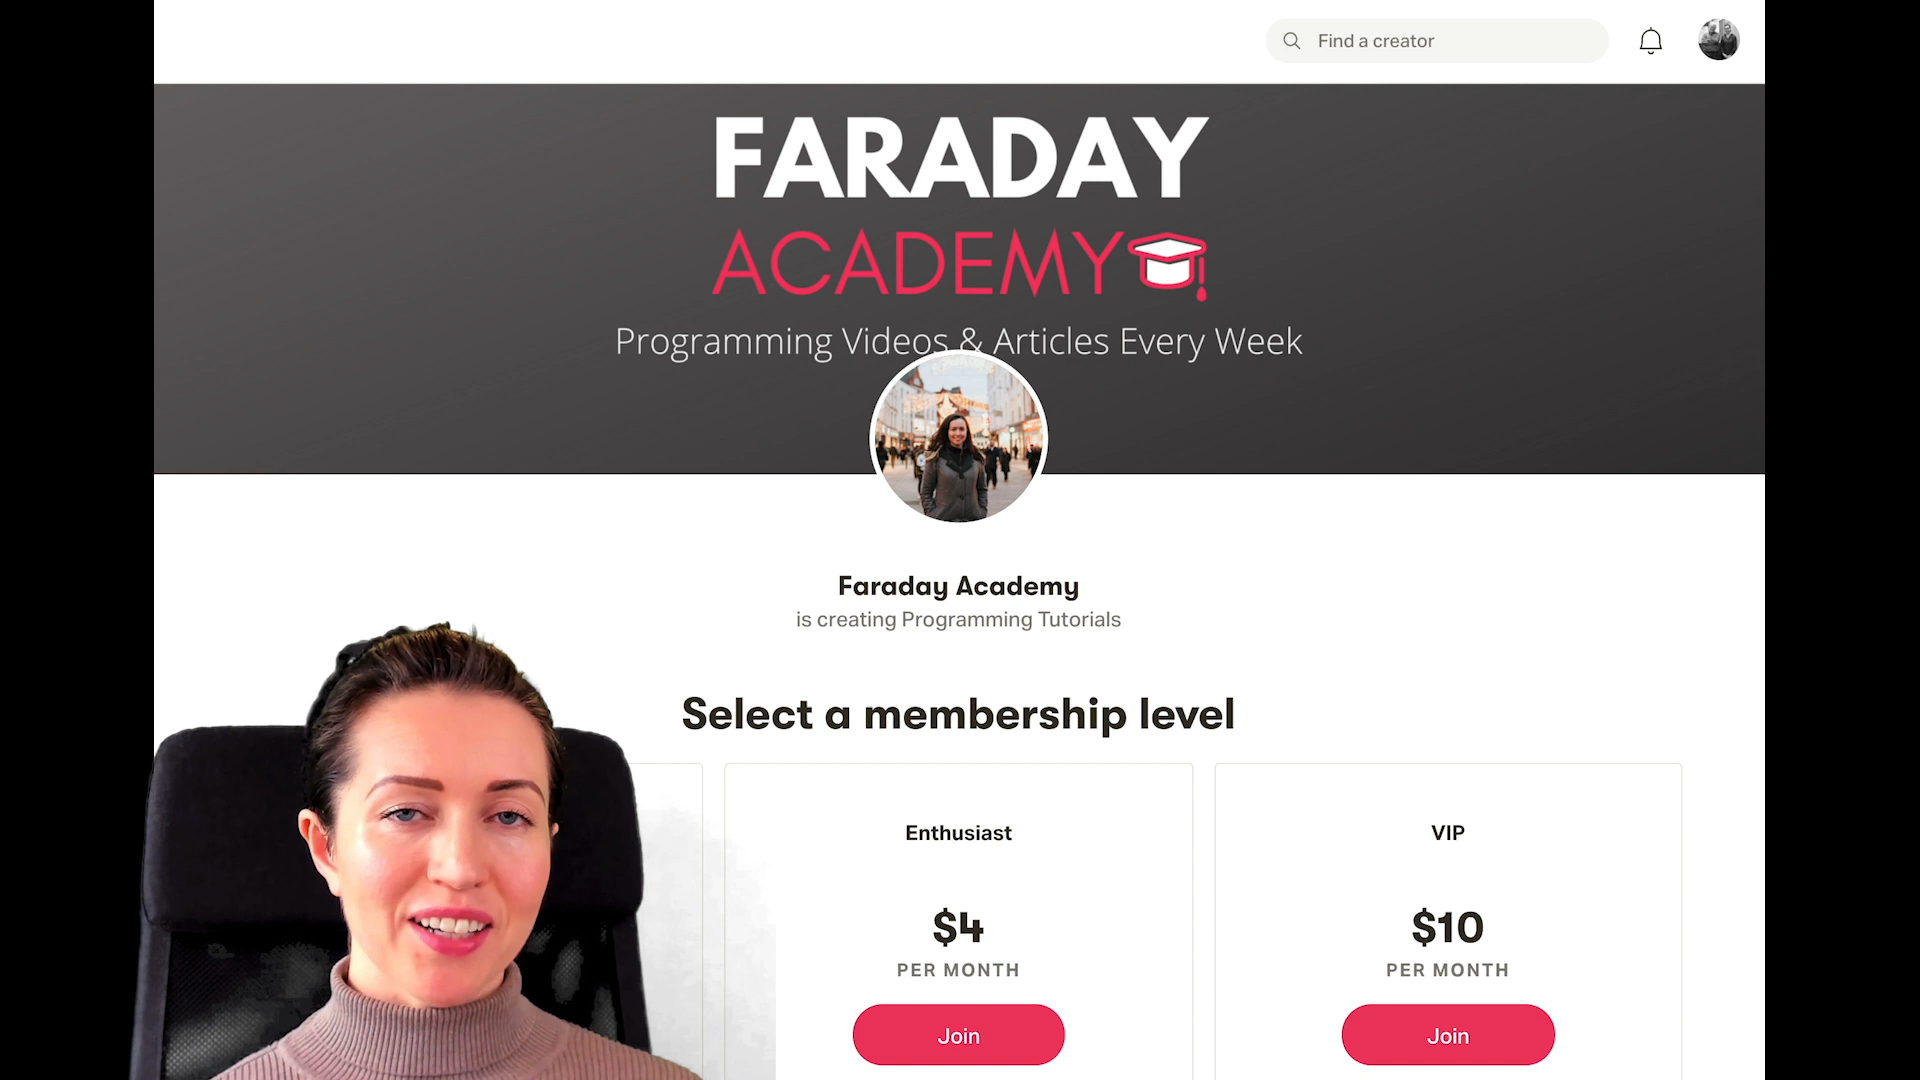 Find a creator
FARADAY
ACADEMY
Programming Videos & Articles Every Week
Faraday Academy
is creating Programming Tutorials
Select a membership level
Enthusiast
$4
PER MONTH
Join
VIP
$10
PER MONTH
Join